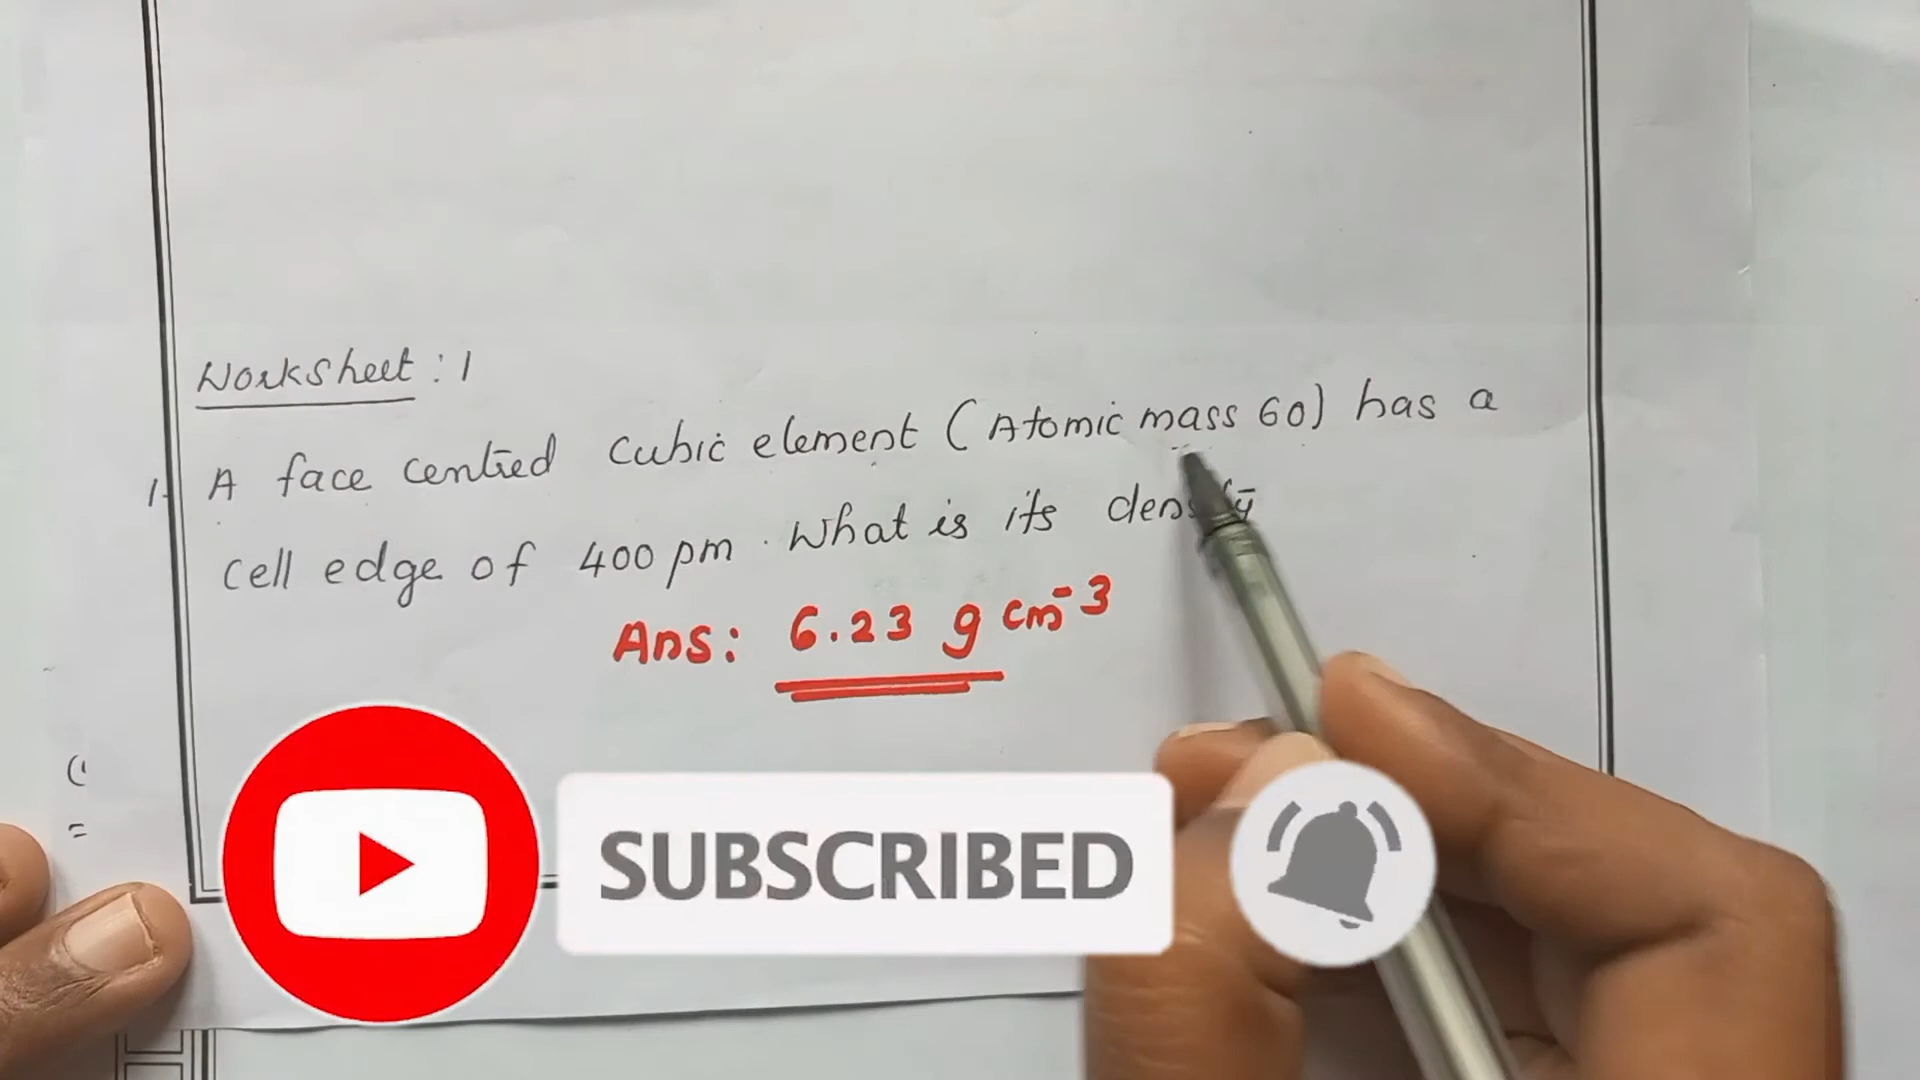 Worksheet : 1
1. A face centred cubic element (Atomic mass 60) has a
cell edge of 400 pm. What is its density
Ans: 6.23 g cm⁻³
('
=
SUBSCRIBED